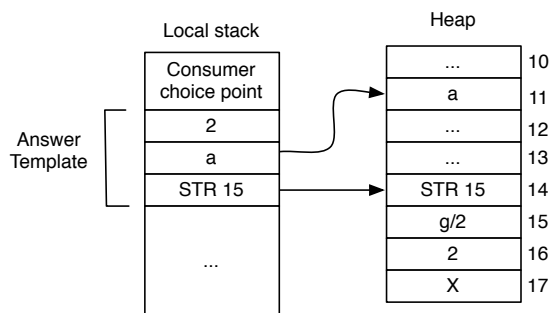 Local stack
Consumer
choice point
2
a
STR 15
...
Answer
Template
Heap
... 10
a 11
... 12
... 13
STR 15 14
g/2 15
2 16
X 17